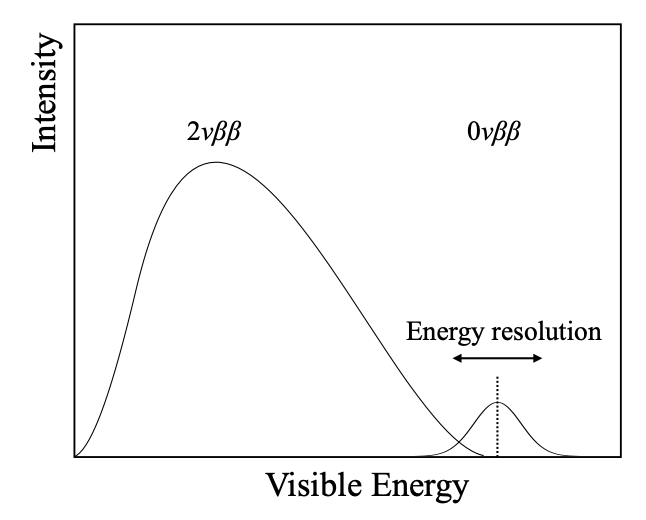 Intensity
2νββ
0νββ
Energy resolution
Visible Energy